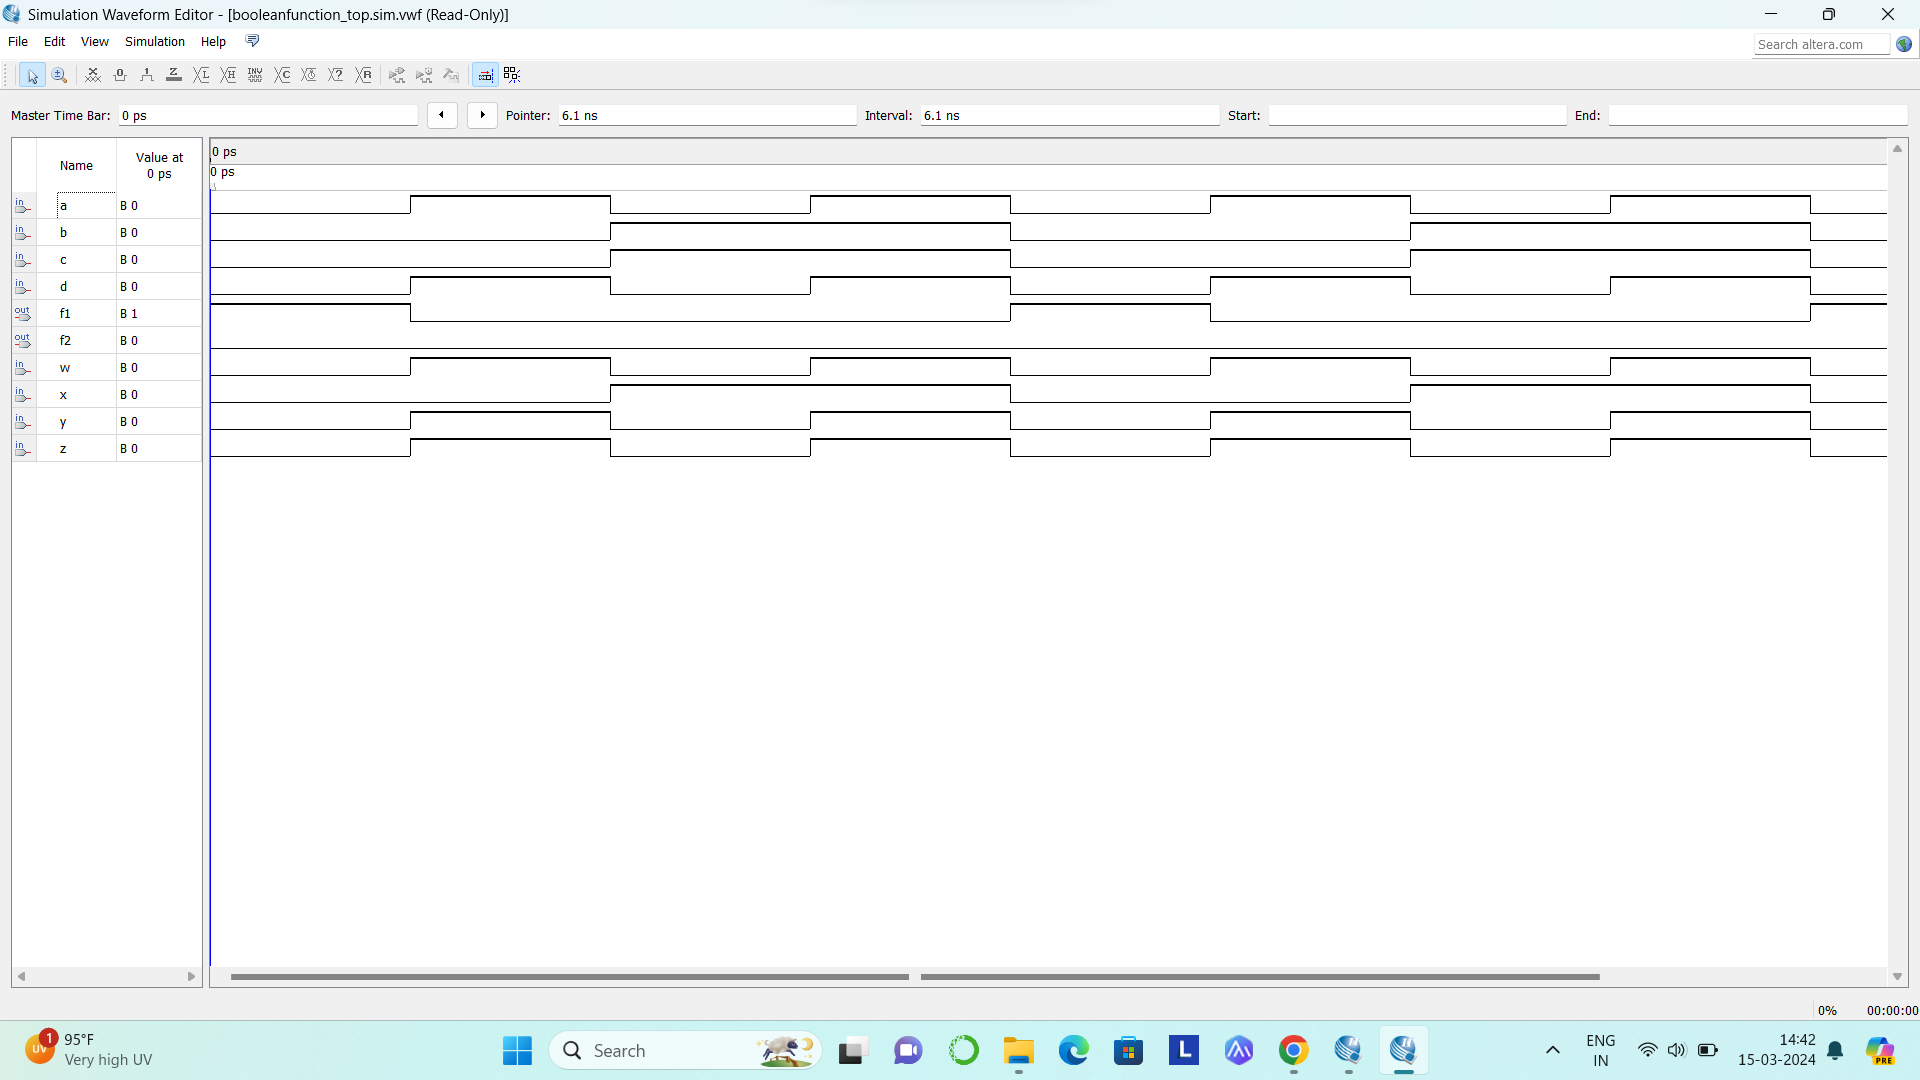 Simulation Waveform Editor - [booleanfunction_top.sim.vwf (Read-Only)]
File Edit View Simulation Help
Search altera.com
Master Time Bar: 0 ps Pointer: 6.1 ns Interval: 6.1 ns Start: End:
Name Value at 0 ps
0 ps
0 ps
in a B 0
in b B 0
in c B 0
in d B 0
out f1 B 1
out f2 B 0
in w B 0
in x B 0
in y B 0
in z B 0
0% 00:00:00
UV 1 95°F
Very high UV
Search
L
ENG
IN
14:42
15-03-2024
PRE